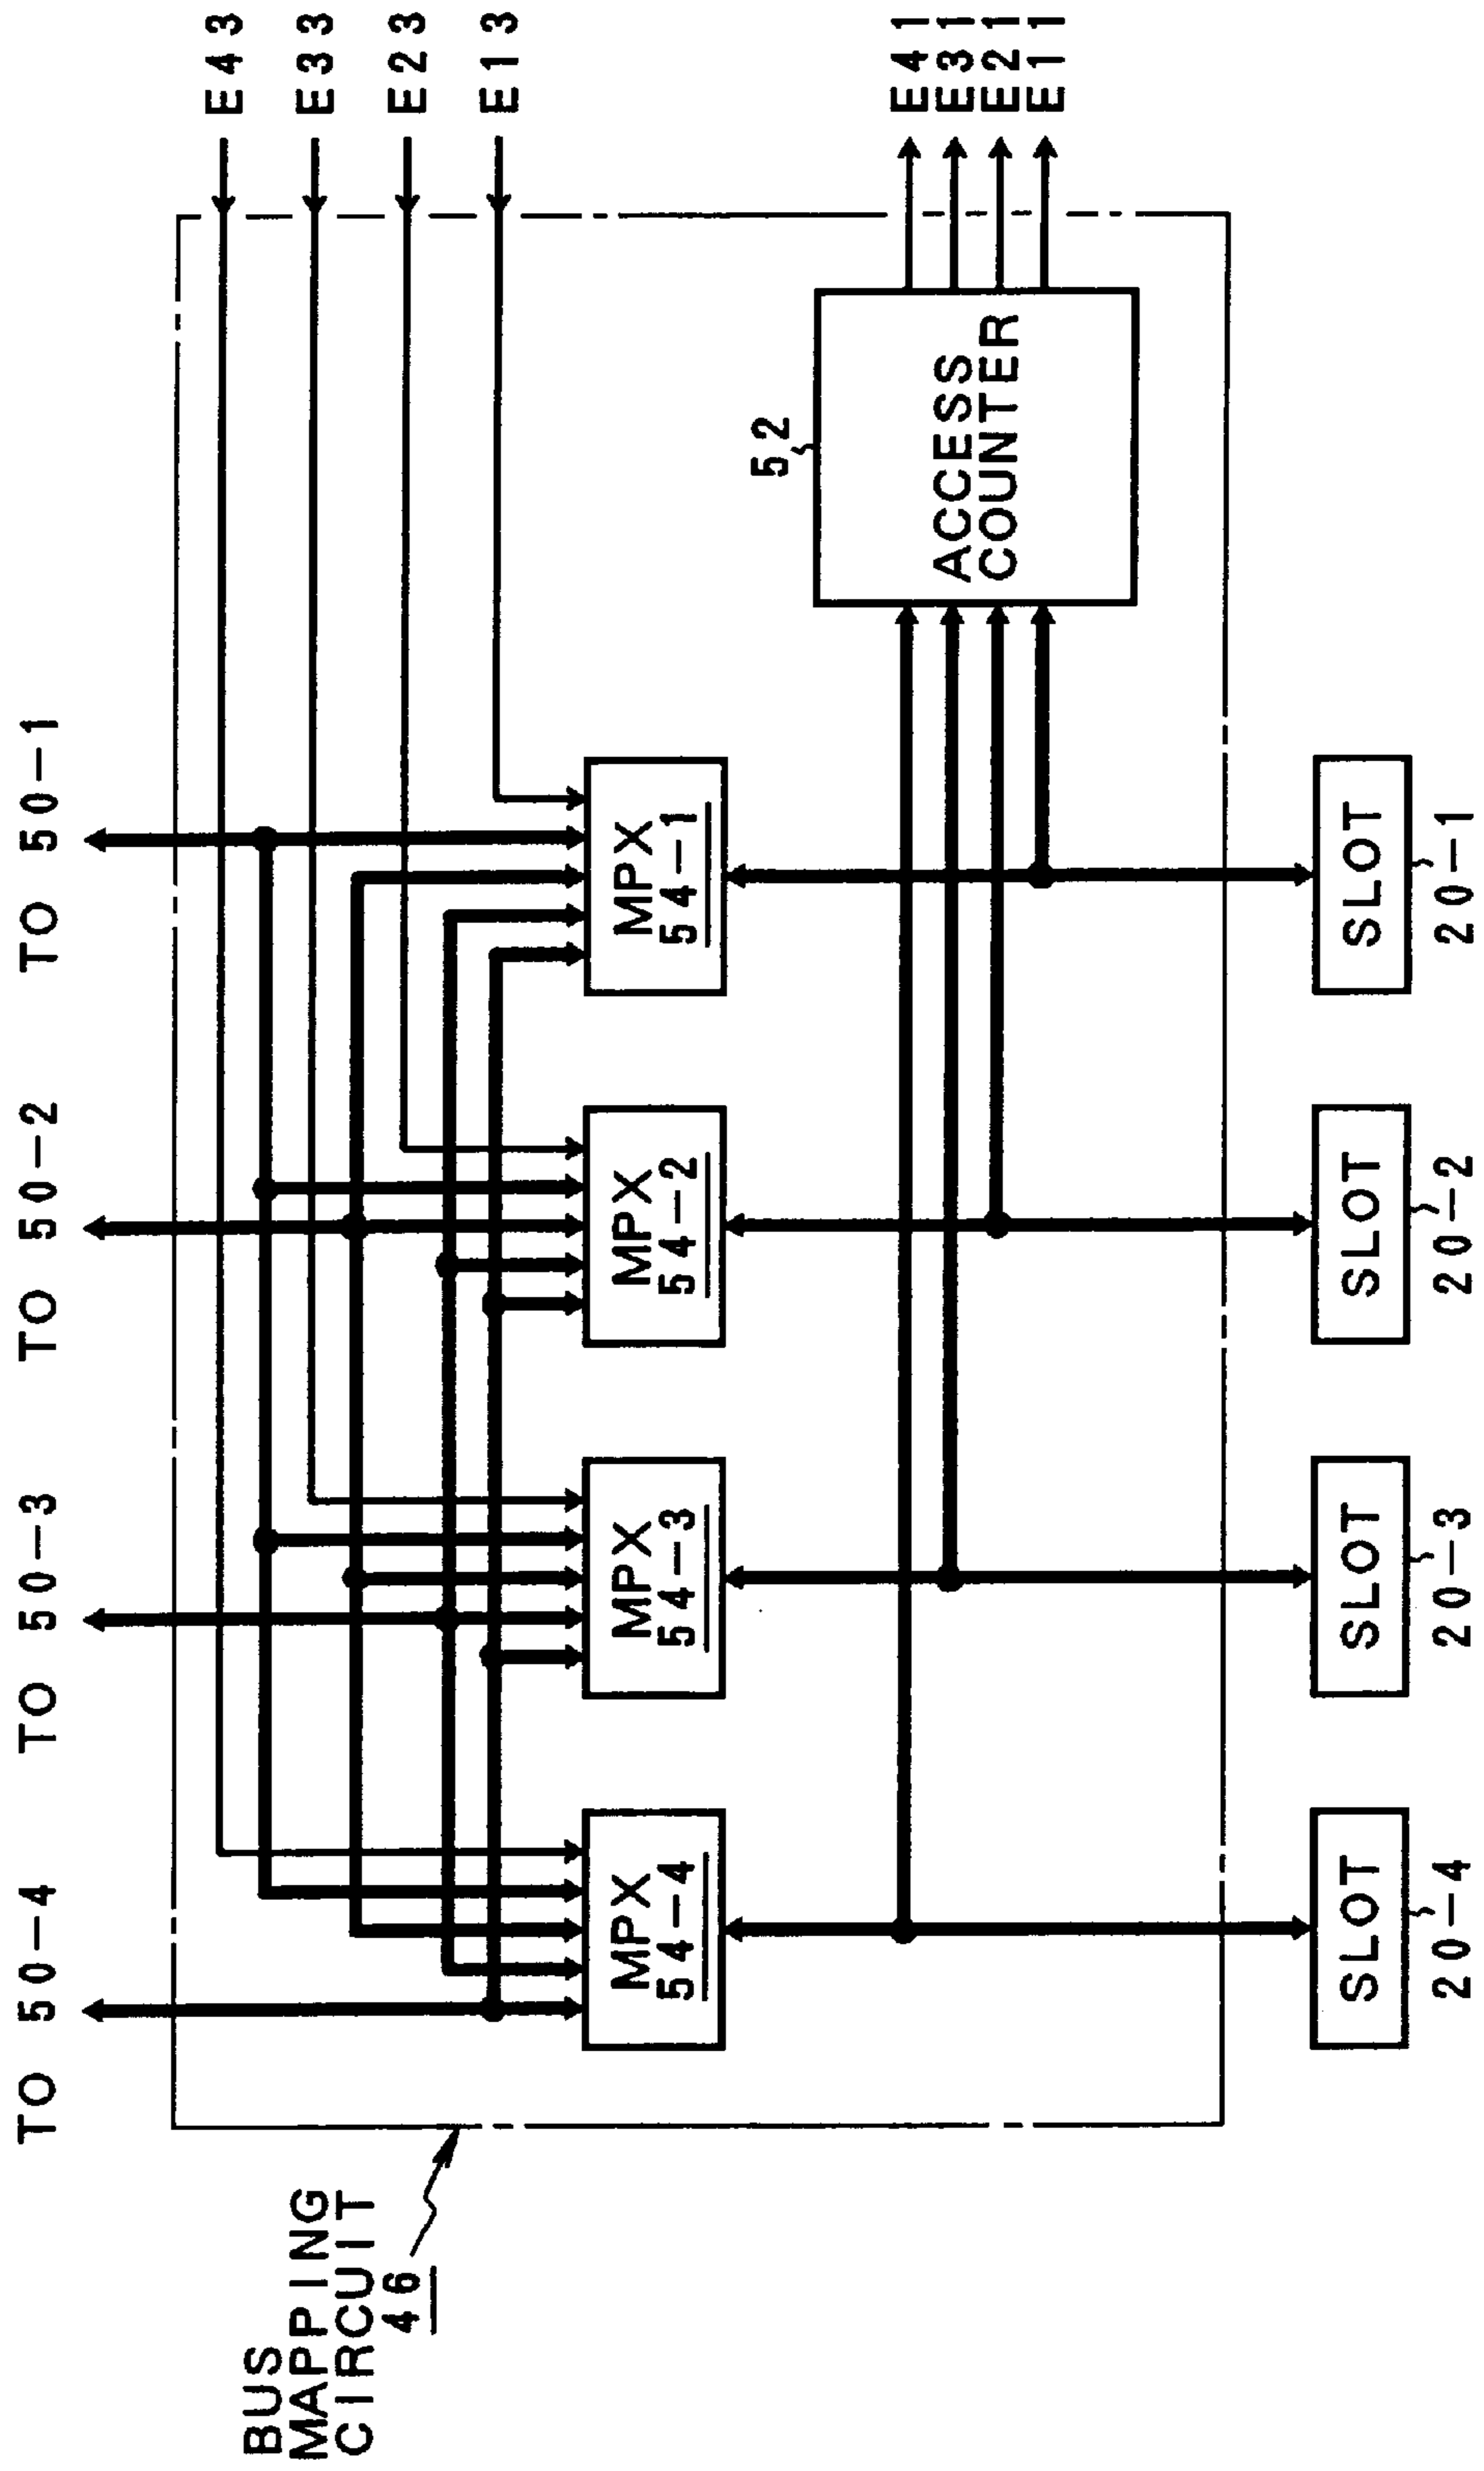 BUS
MAPPING
CIRCUIT
46
TO 50-4
TO 50-3
TO 50-2
TO 50-1
E43
E33
E23
E13
MPX
54-4
MPX
54-3
MPX
54-2
MPX
54-1
52
ACCESS
COUNTER
E41
E31
E21
E11
SLOT
SLOT
SLOT
SLOT
20-4
20-3
20-2
20-1